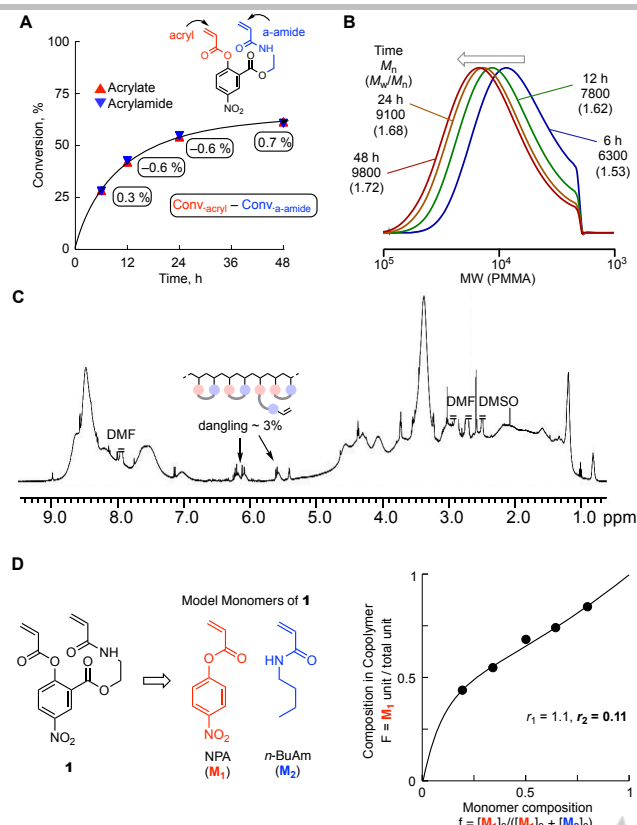 A
acryl
a-amide
O
O
O
NH
O
O
NO2
Acrylate
Acrylamide
Conversion, %
100
75
50
25
0
0.3 %
–0.6 %
–0.6 %
0.7 %
Conv.acryl – Conv.a-amide
0 12 24 36 48
Time, h
B
Time
Mn
(Mw/Mn)
24 h
9100
(1.68)
48 h
9800
(1.72)
12 h
7800
(1.62)
6 h
6300
(1.53)
10^5 10^4 10^3
MW (PMMA)
C
DMF
dangling ~ 3%
DMF DMSO
9.0 8.0 7.0 6.0 5.0 4.0 3.0 2.0 1.0 ppm
D
O
O
O
NH
O
O
NO2
1
Model Monomers of 1
O
O
NO2
NPA
(M1)
O
HN
n-BuAm
(M2)
Composition in Copolymer
F = M1 unit / total unit
1
0.5
0
r1 = 1.1, r2 = 0.11
0 0.5 1
Monomer composition
f = [M1]0/([M1]0 + [M2]0)